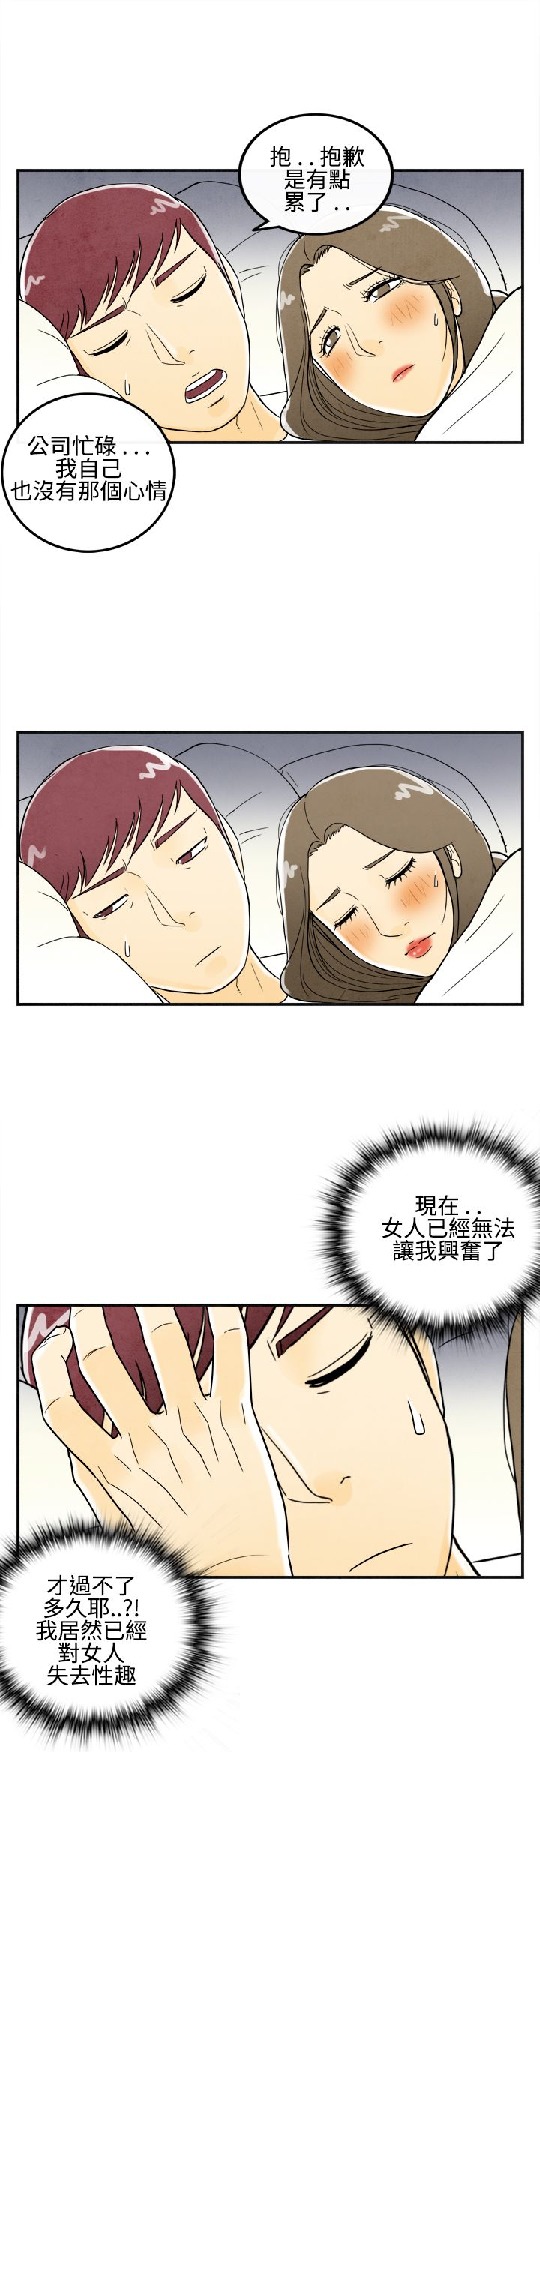 抱..抱歉
是有點
累了..
公司忙碌...
我自己
也沒有那個心情
現在..
女人已經無法
讓我興奮了
才過不了
多久耶..?!
我居然已經
對女人
失去性趣